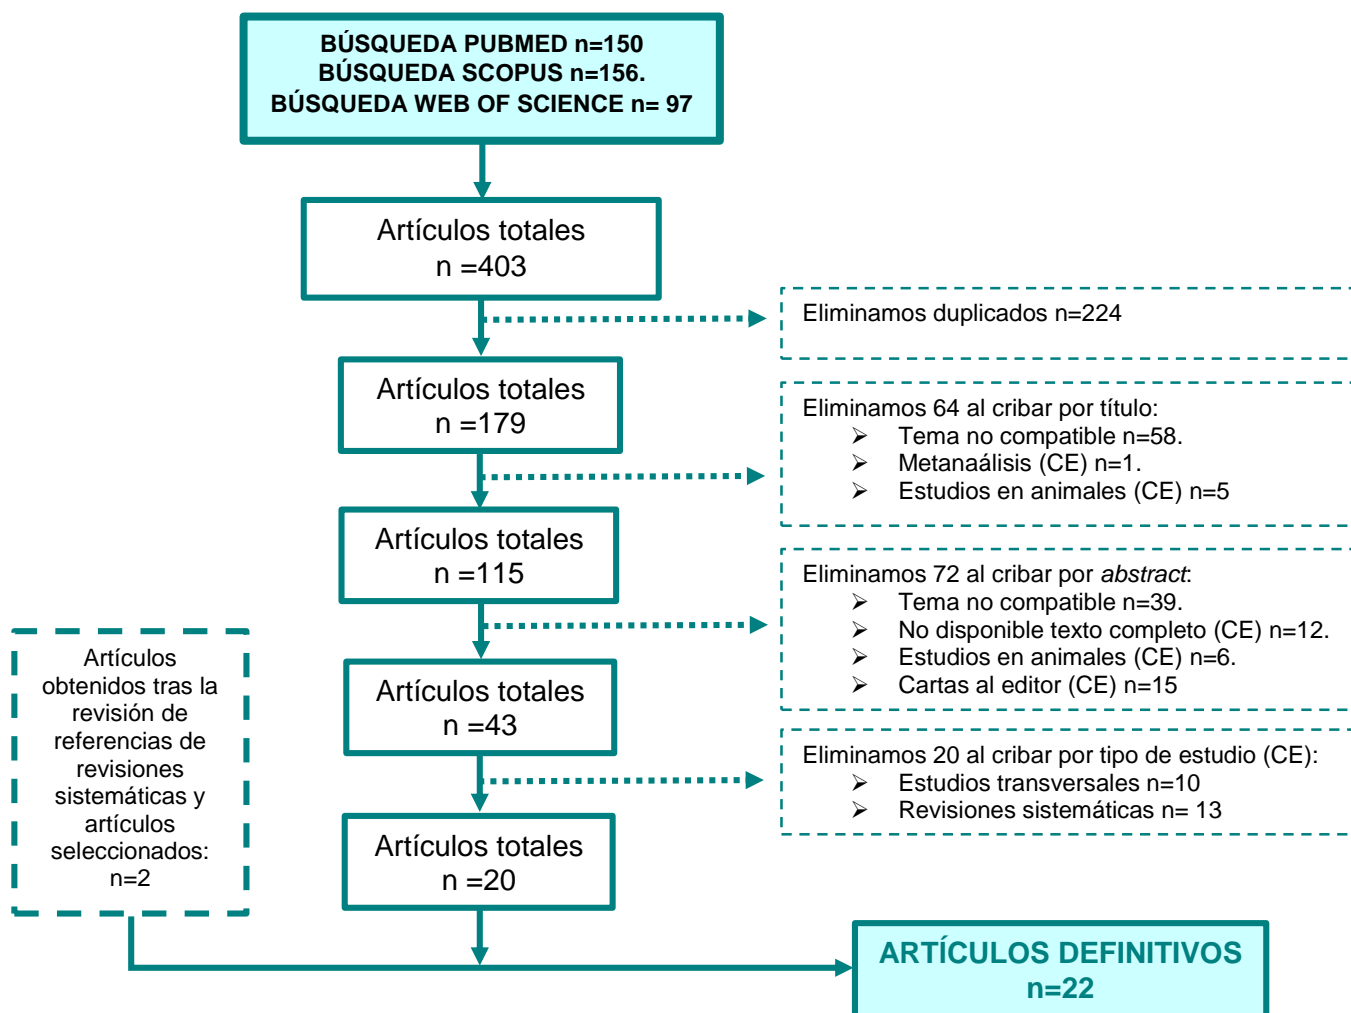 BÚSQUEDA PUBMED n=150
BÚSQUEDA SCOPUS n=156.
BÚSQUEDA WEB OF SCIENCE n= 97
Artículos totales
n =403
Eliminamos duplicados n=224
Artículos totales
n =179
Eliminamos 64 al cribar por título:
➢ Tema no compatible n=58.
➢ Metanaálisis (CE) n=1.
➢ Estudios en animales (CE) n=5
Artículos totales
n =115
Eliminamos 72 al cribar por abstract:
➢ Tema no compatible n=39.
➢ No disponible texto completo (CE) n=12.
➢ Estudios en animales (CE) n=6.
➢ Cartas al editor (CE) n=15
Artículos
obtenidos tras la
revisión de
referencias de
revisiones
sistemáticas y
artículos
seleccionados:
n=2
Artículos totales
n =43
Eliminamos 20 al cribar por tipo de estudio (CE):
➢ Estudios transversales n=10
➢ Revisiones sistemáticas n= 13
Artículos totales
n =20
ARTÍCULOS DEFINITIVOS
n=22